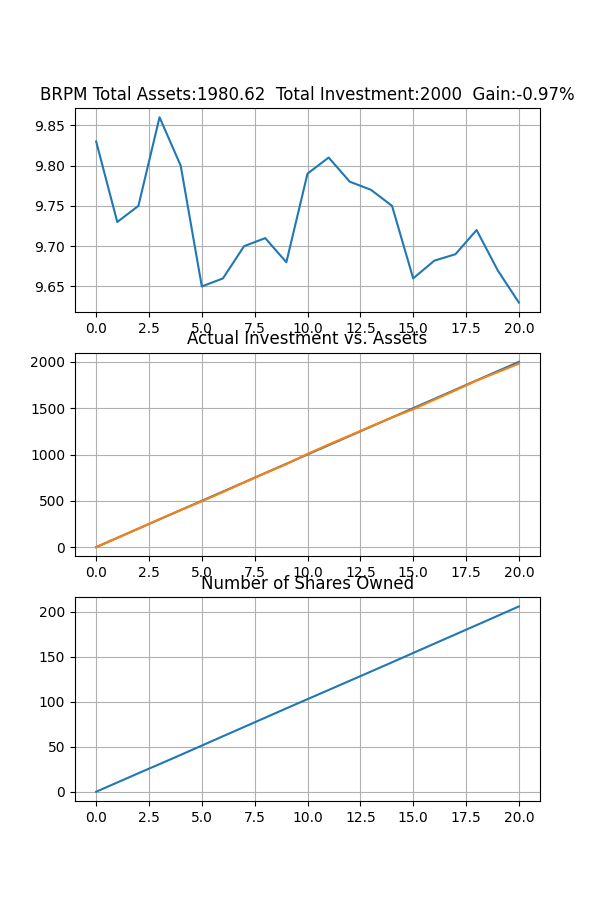 BRPM Total Assets:1980.62  Total Investment:2000  Gain:-0.97%
9.85
9.80
9.75
9.70
9.65
0.0 2.5 5.0 7.5 10.0 12.5 15.0 17.5 20.0
Actual Investment vs. Assets
2000
1500
1000
500
0
0.0 2.5 5.0 7.5 10.0 12.5 15.0 17.5 20.0
Number of Shares Owned
200
150
100
50
0
0.0 2.5 5.0 7.5 10.0 12.5 15.0 17.5 20.0